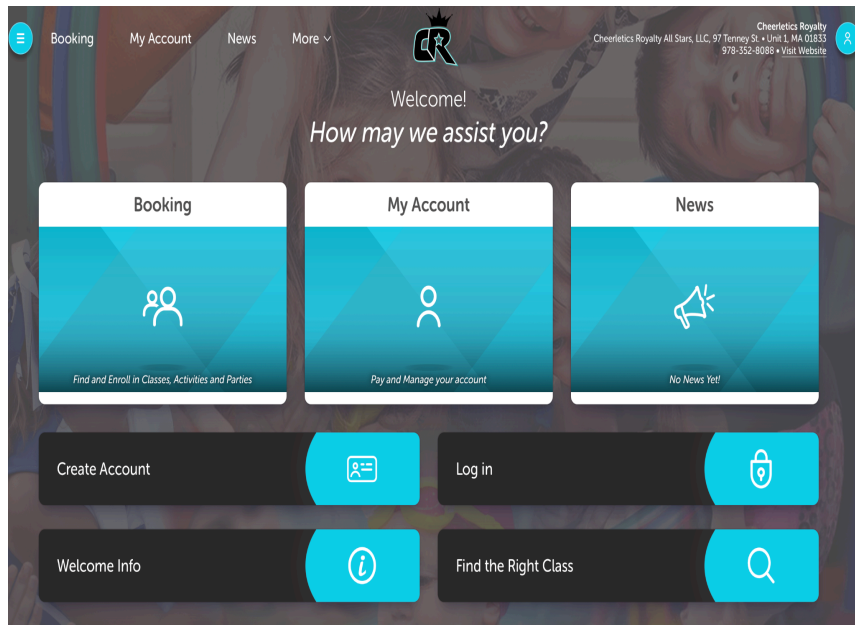 Booking
My Account
News
More
CR
Cheerletics Royalty
Cheerletics Royalty All Stars, LLC, 97 Tenney St. • Unit 1, MA 01833
978-352-8088 • Visit Website
Welcome!
How may we assist you?
Booking
My Account
News
Find and Enroll in Classes, Activities and Parties
Pay and Manage your account
No News Yet!
Create Account
Log in
Welcome Info
i
Find the Right Class